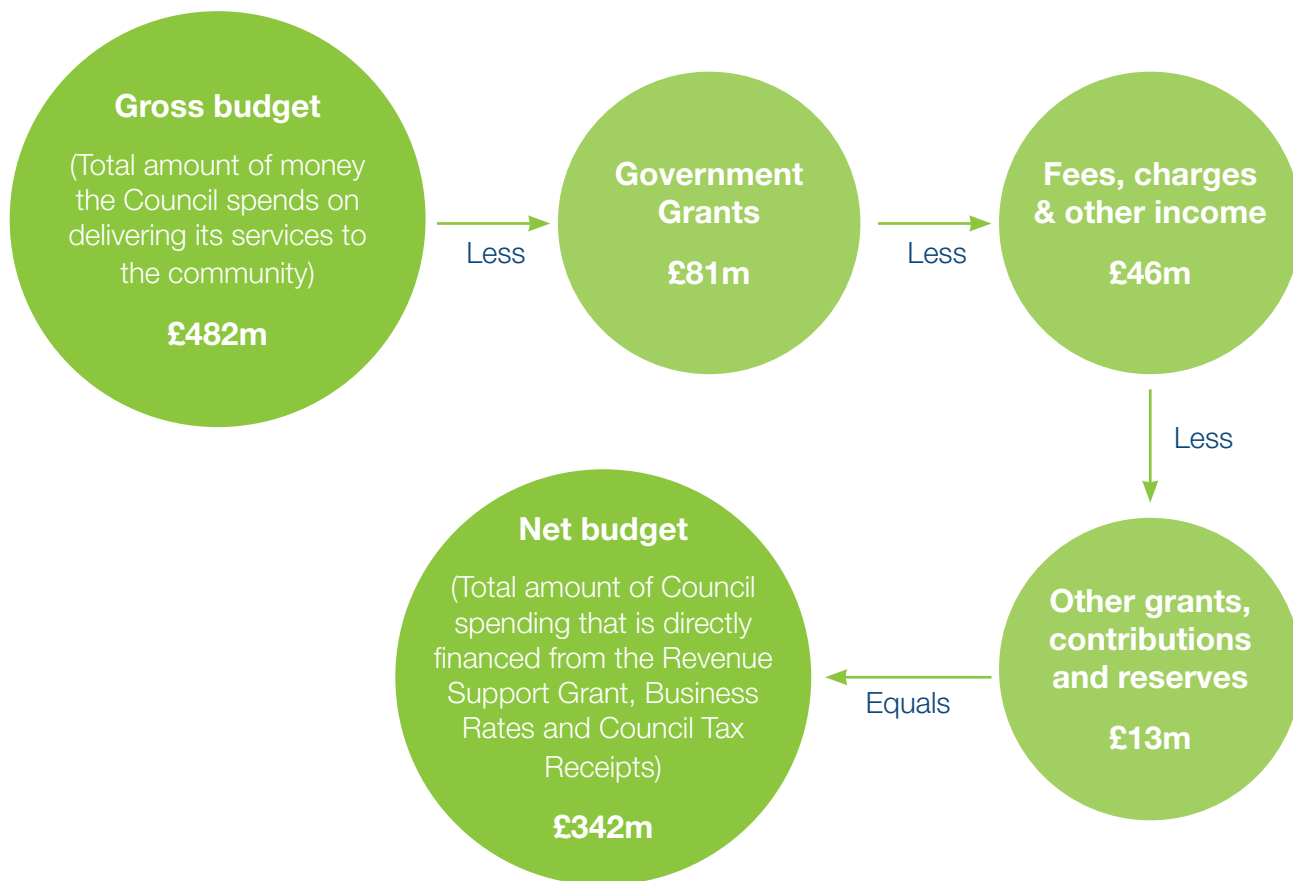 Gross budget
(Total amount of money
the Council spends on
delivering its services to
the community)
£482m
Less
Government
Grants
£81m
Less
Fees, charges
& other income
£46m
Less
Other grants,
contributions
and reserves
£13m
Equals
Net budget
(Total amount of Council
spending that is directly
financed from the Revenue
Support Grant, Business
Rates and Council Tax
Receipts)
£342m